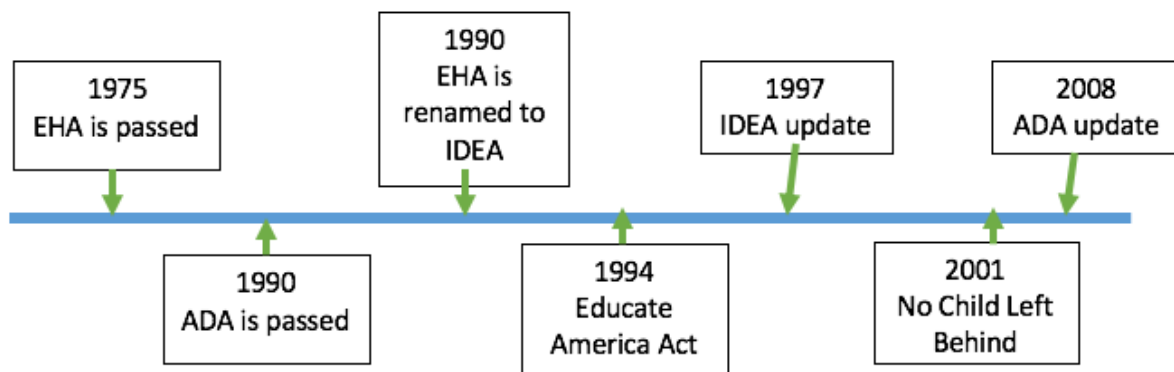 1975
EHA is passed
1990
ADA is passed
1990
EHA is
renamed to
IDEA
1994
Educate
America Act
1997
IDEA update
2001
No Child Left
Behind
2008
ADA update